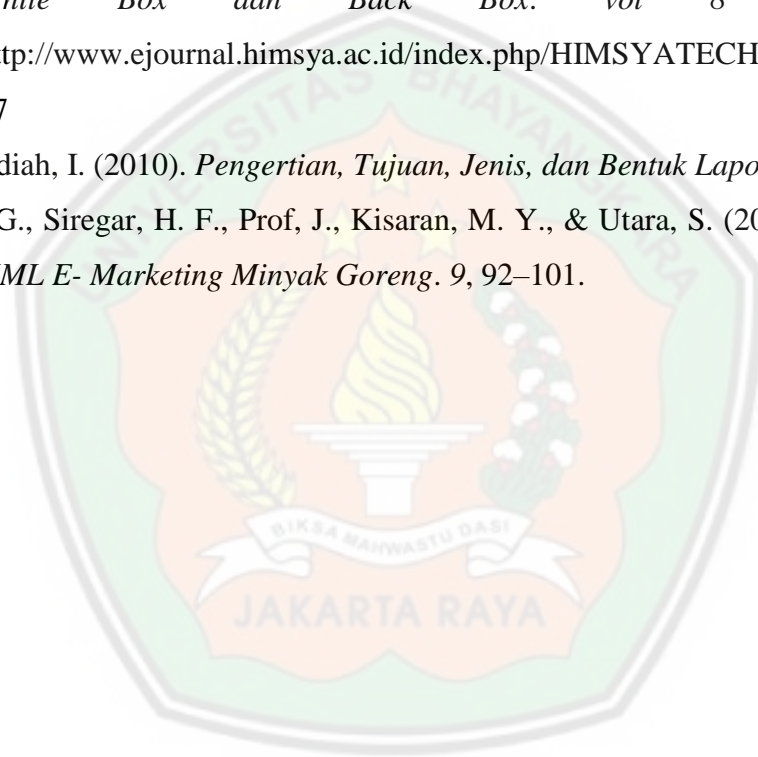 Box dan Back Box. vol 8
ttp://www.ejournal.himsya.ac.id/index.php/HIMSYATECH
7
diah, I. (2010). Pengertian, Tujuan, Jenis, dan Bentuk Lapo
G., Siregar, H. F., Prof, J., Kisaran, M. Y., & Utara, S. (20
ML E- Marketing Minyak Goreng. 9, 92–101.
UNIVERSITAS BHAYANGKARA
BIKSA MAHWASTU DASI
JAKARTA RAYA